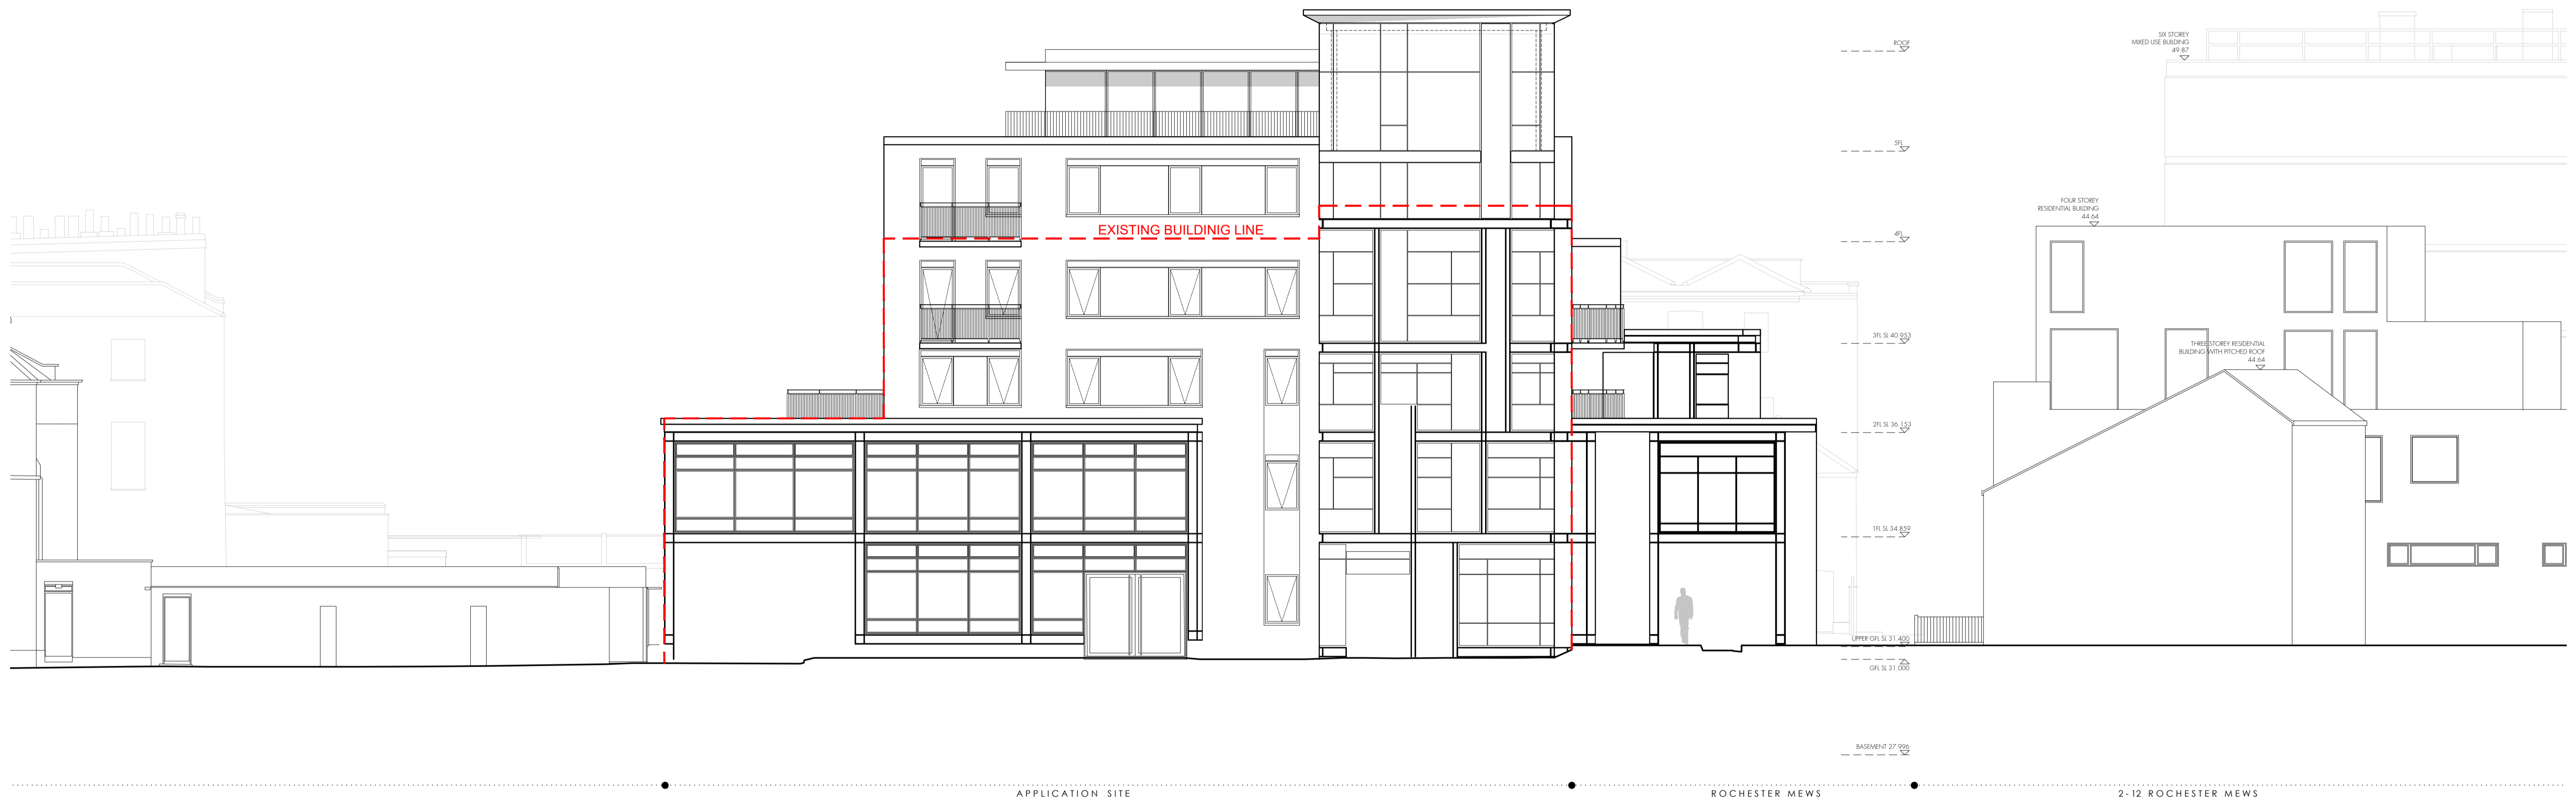 ROOF
SIX STOREY
MIXED USE BUILDING
49.87
5FL
FOUR STOREY
RESIDENTIAL BUILDING
44.64
EXISTING BUILDINIG LINE
4FL
3FL SL 40.953
THREE STOREY RESIDENTIAL
BUILDING WITH PITCHED ROOF
44.64
2FL SL 36.153
1FL SL 34.859
UPPER GFL SL 31.400
GFL SL 31.000
BASEMENT 27.996
APPLICATION SITE
ROCHESTER MEWS
2-12 ROCHESTER MEWS